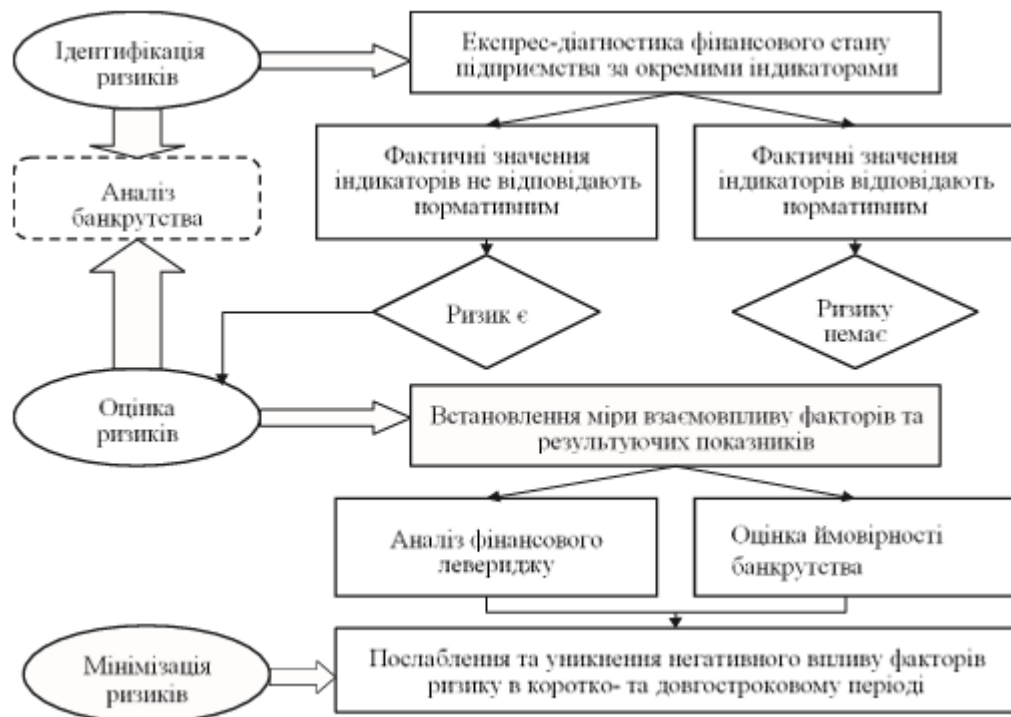 Ідентифікація
ризиків
Експрес-діагностика фінансового стану
підприємства за окремими індикаторами
Аналіз
банкрутства
Фактичні значення
індикаторів не відповідають
нормативним
Фактичні значення
індикаторів відповідають
нормативним
Ризик є
Ризику
немає
Оцінка
ризиків
Встановлення міри взаємовпливу факторів та
результуючих показників
Аналіз фінансового
левериджу
Оцінка ймовірності
банкрутства
Мінімізація
ризиків
Послаблення та уникнення негативного впливу факторів
ризику в коротко- та довгостроковому періоді